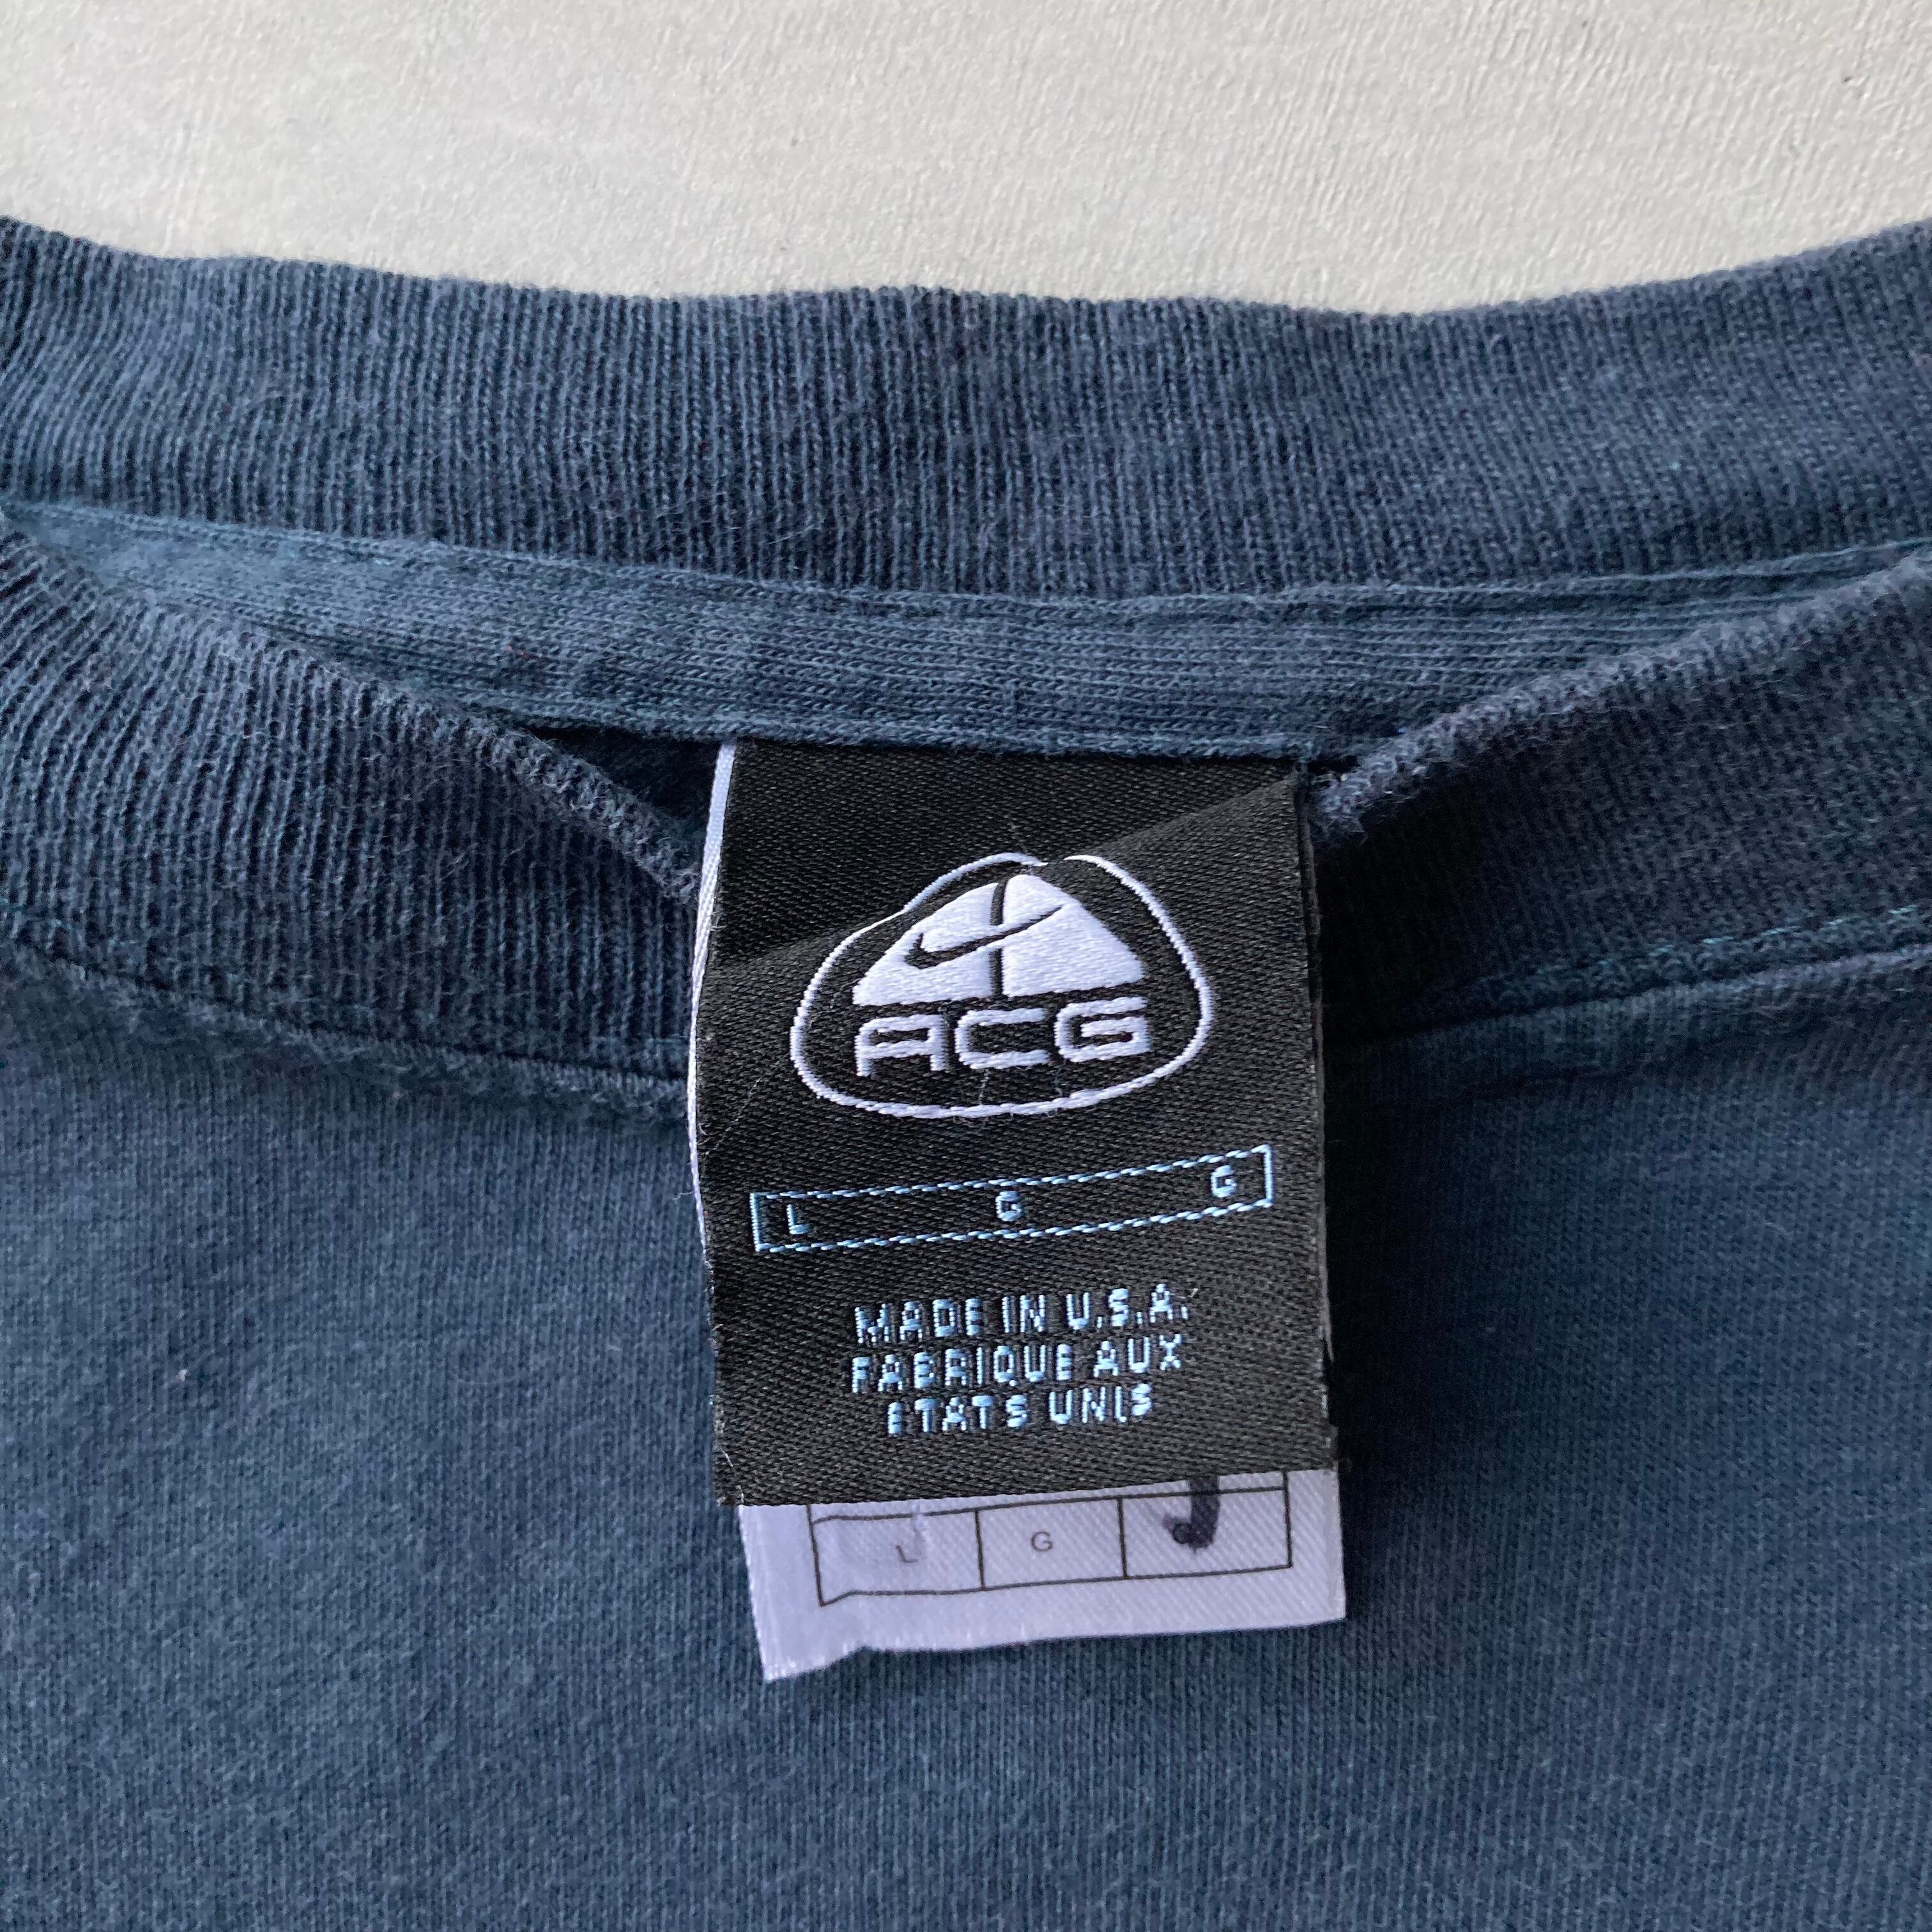 ACG
L G G
MADE IN U.S.A.
FABRIQUE AUX
ETATS UNIS
L G